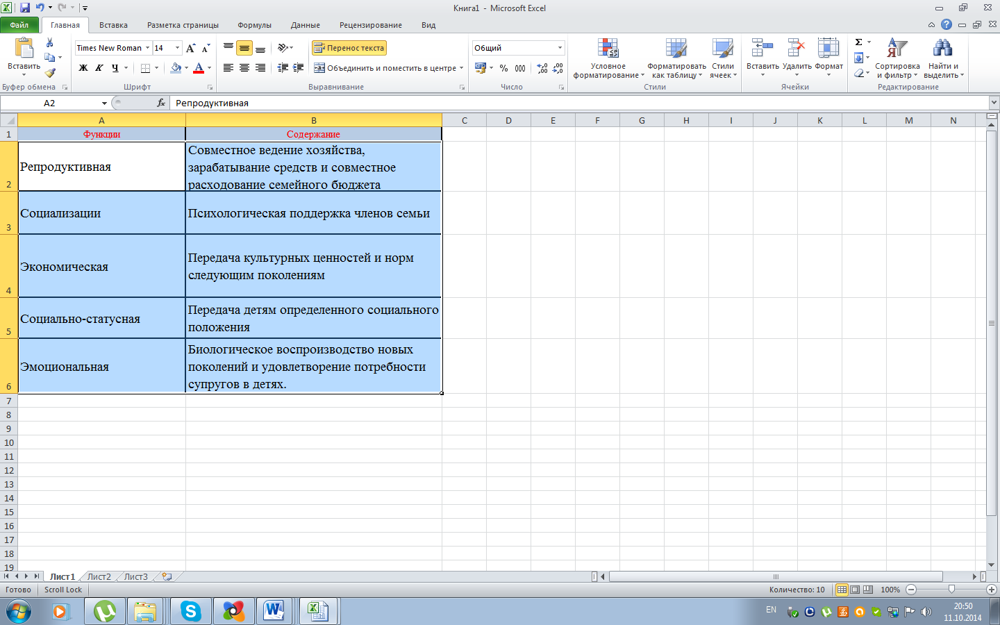 Книга1 - Microsoft Excel
Файл Главная Вставка Разметка страницы Формулы Данные Рецензирование Вид
Вставить
Буфер обмена
Times New Roman 14
Ж К Ч
Шрифт
Перенос текста
Объединить и поместить в центре
Выравнивание
Общий
% 000
Число
Условное форматирование
Форматировать как таблицу
Стили ячеек
Стили
Вставить Удалить Формат
Ячейки
Сортировка и фильтр
Найти и выделить
Редактирование
A2 fx Репродуктивная
A B C D E F G H I J K L M N
1 Функции Содержание
2 Репродуктивная
Совместное ведение хозяйства,
зарабатывание средств и совместное
расходование семейного бюджета
3 Социализации Психологическая поддержка членов семьи
4 Экономическая
Передача культурных ценностей и норм
следующим поколениям
5 Социально-статусная
Передача детям определенного социального
положения
6 Эмоциональная
Биологическое воспроизводство новых
поколений и удовлетворение потребности
супругов в детях.
7
8
9
10
11
12
13
14
15
16
17
18
19
Лист1 Лист2 Лист3
Готово Scroll Lock Количество: 10 100%
EN 20:50
11.10.2014